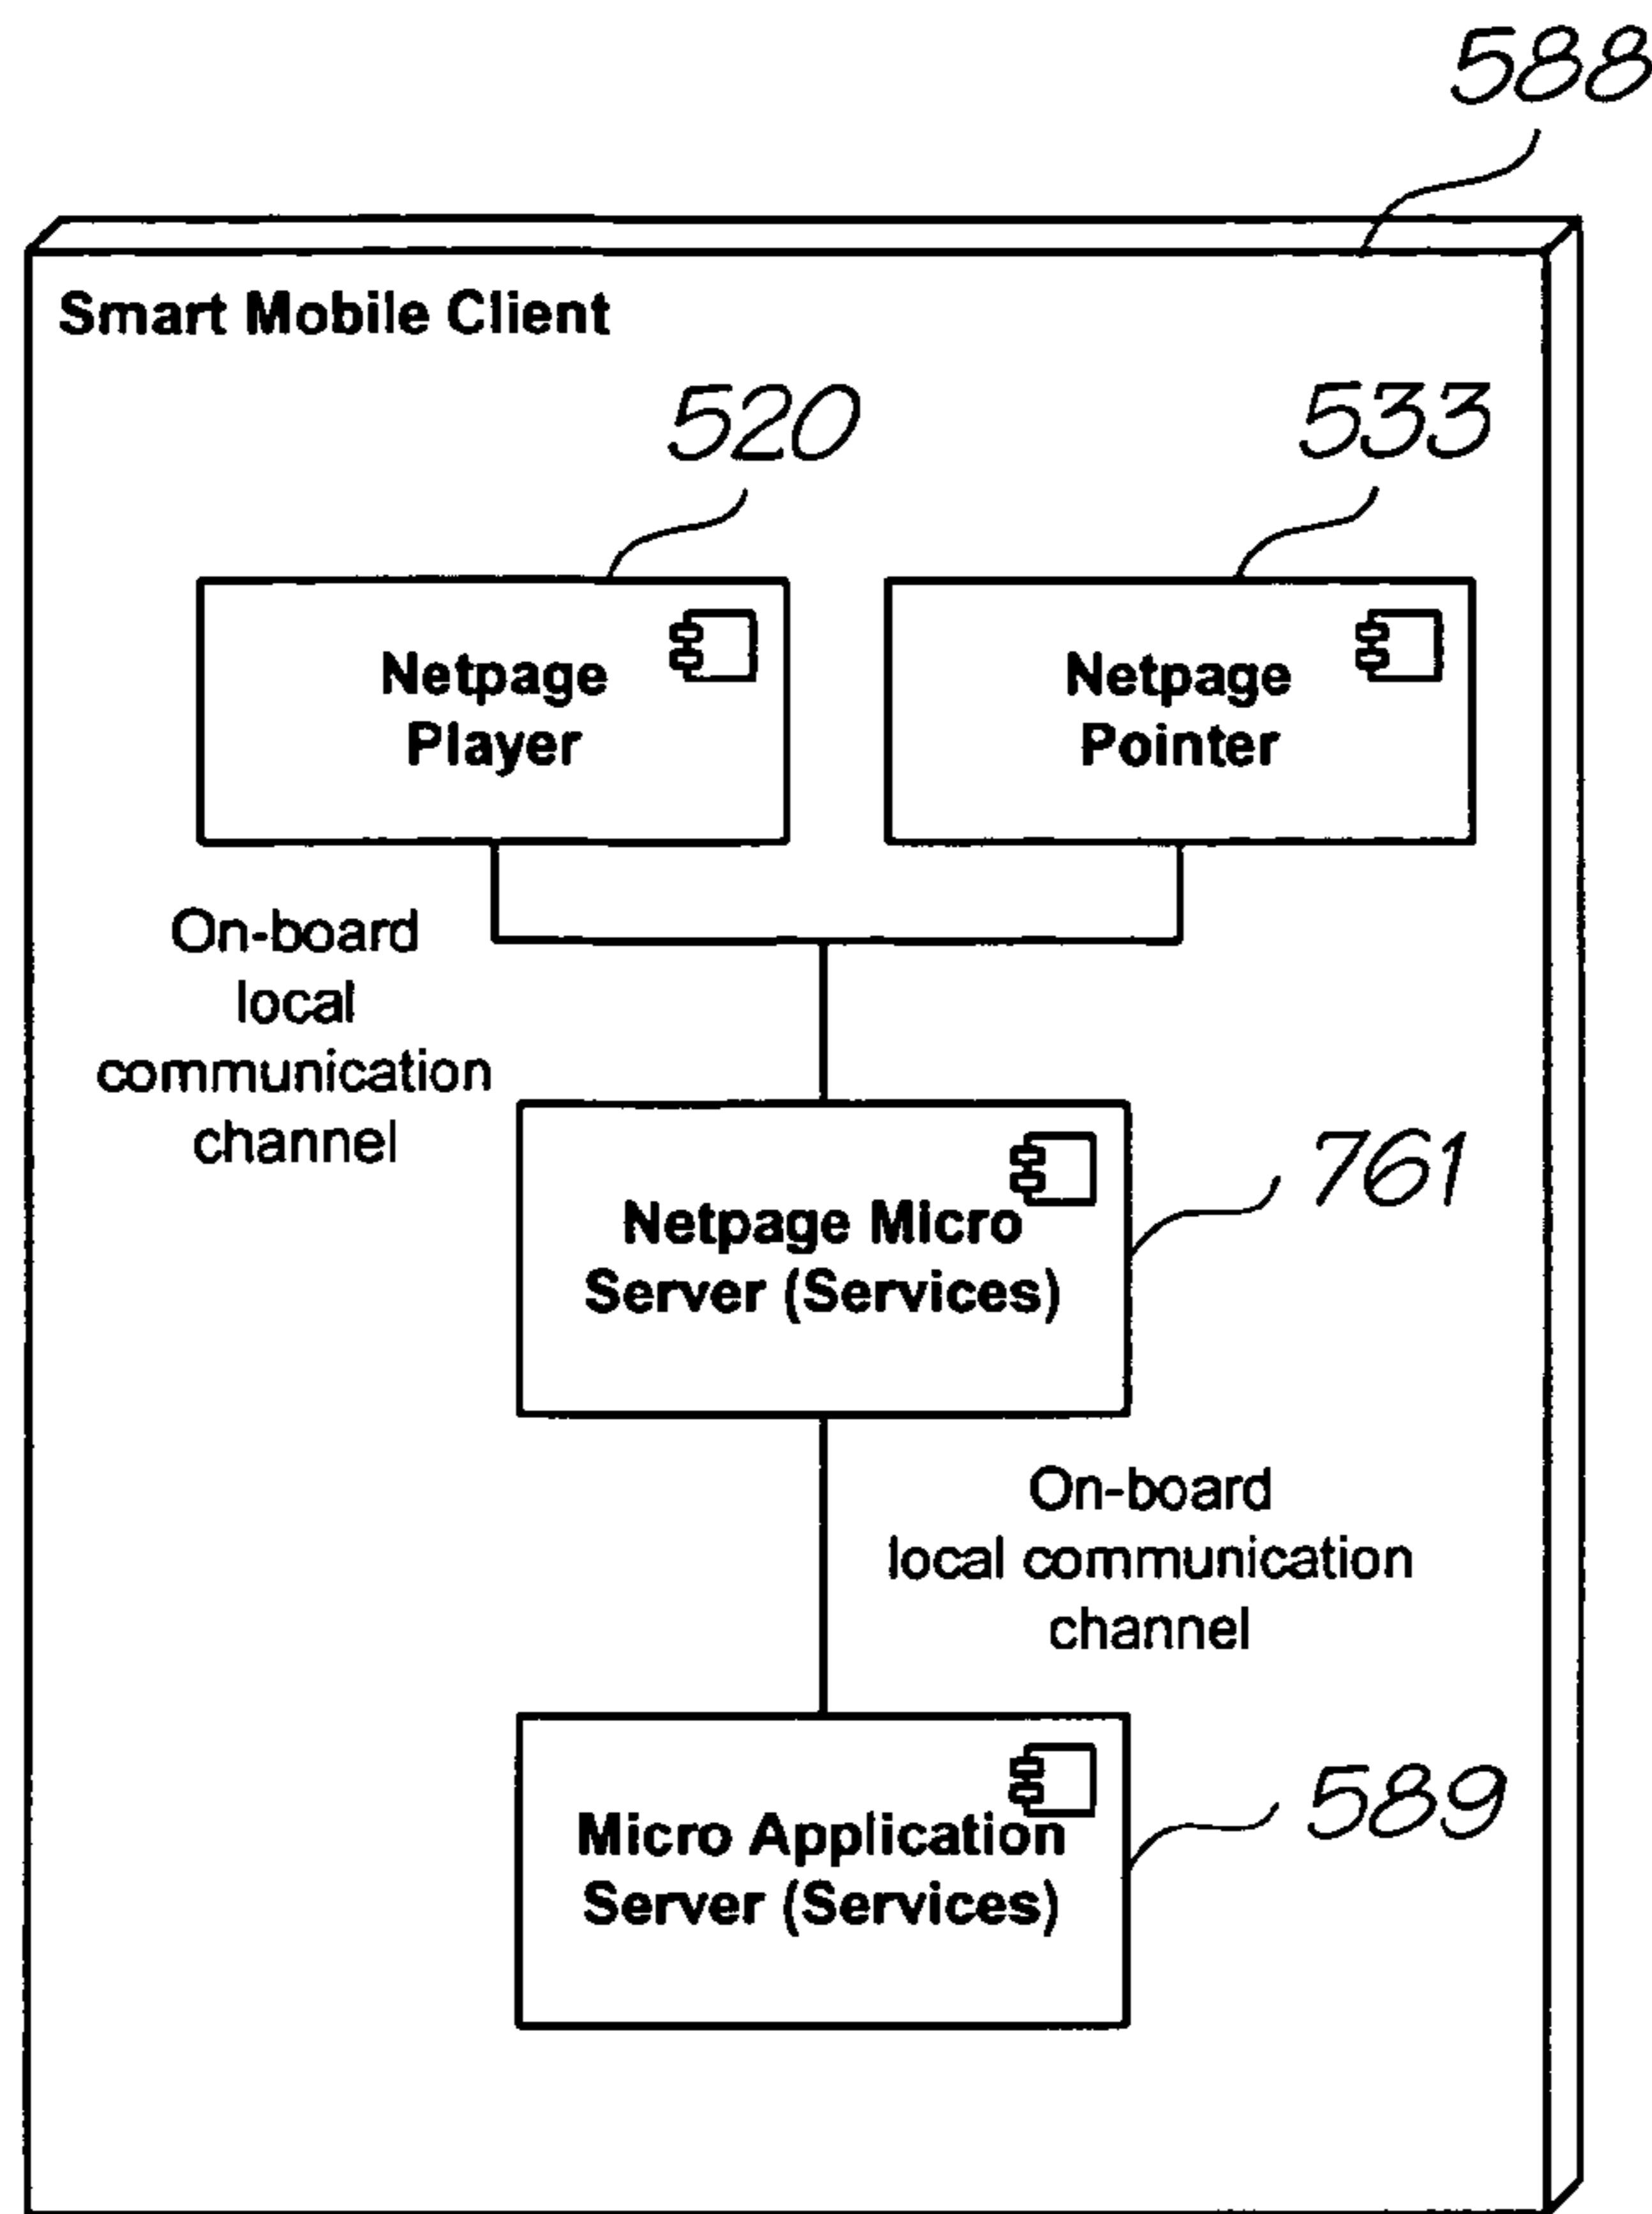 588
Smart Mobile Client
520
533
Netpage
Player
Netpage
Pointer
On-board
local
communication
channel
Netpage Micro
Server (Services)
761
On-board
local communication
channel
Micro Application
Server (Services)
589